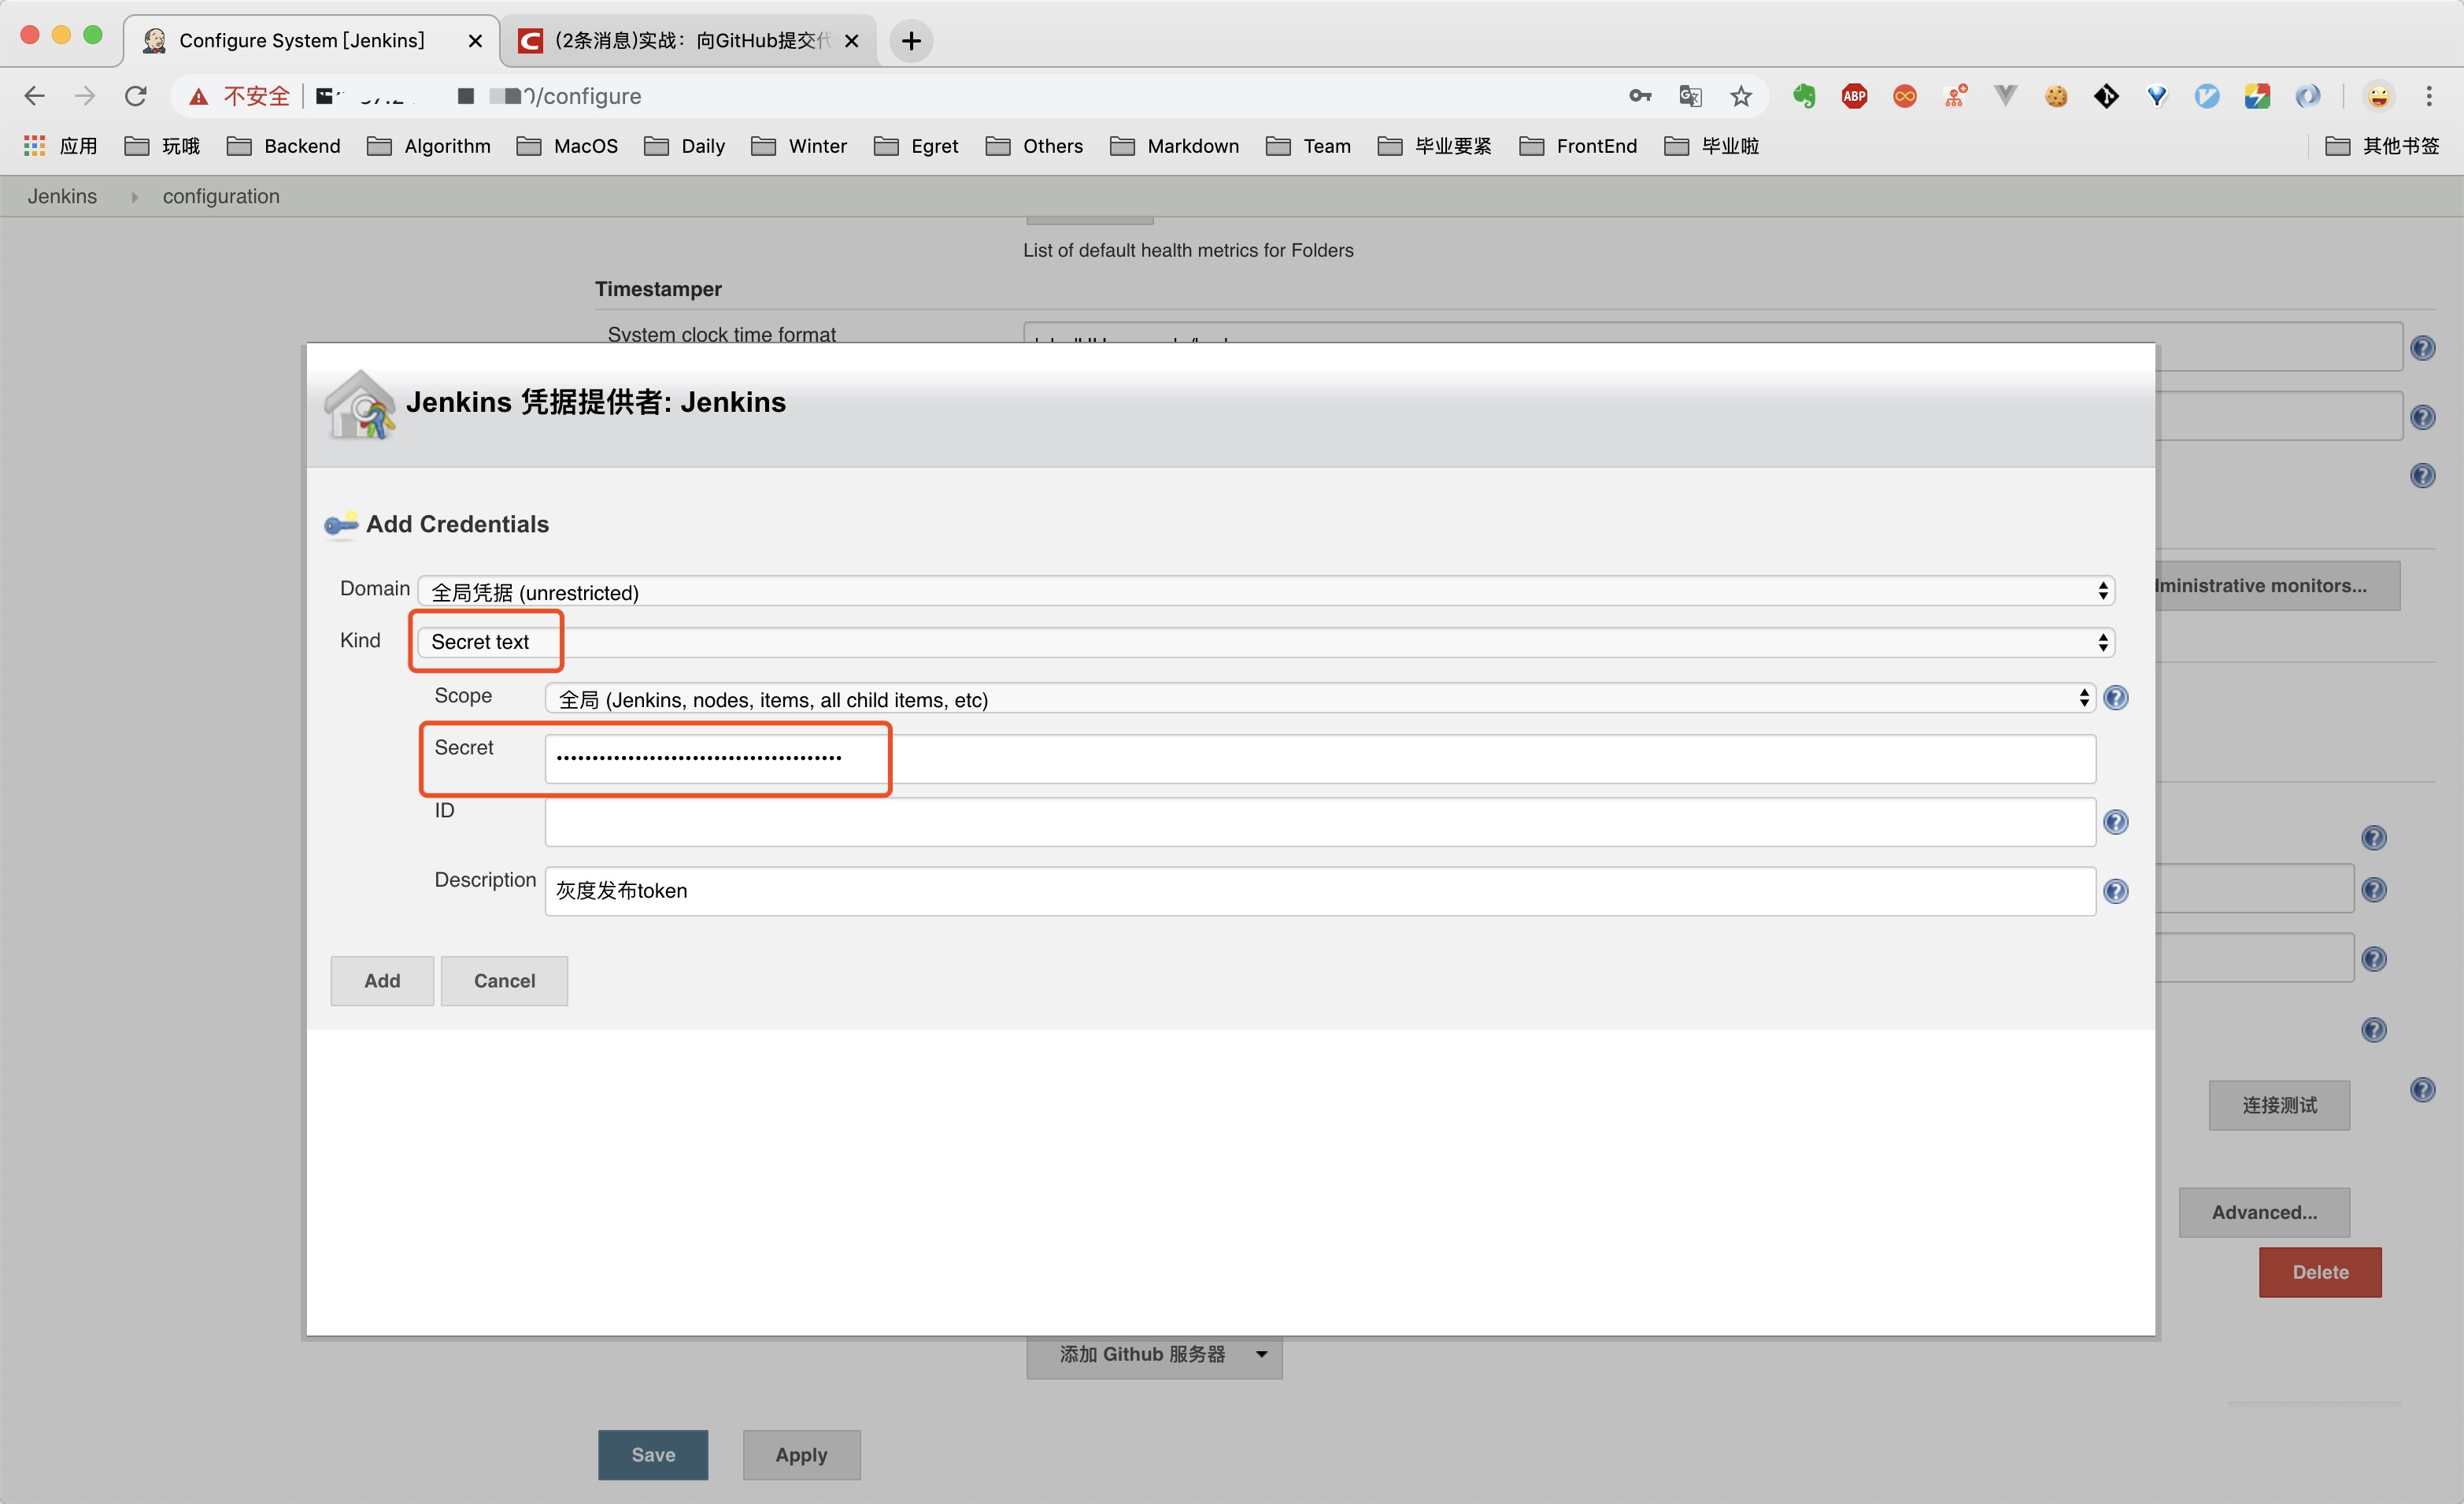 Configure System [Jenkins]
(2条消息)实战：向GitHub提交代
不安全
/configure
ABP
应用
玩哦
Backend
Algorithm
MacOS
Daily
Winter
Egret
Others
Markdown
Team
毕业要紧
FrontEnd
毕业啦
其他书签
Jenkins
configuration
List of default health metrics for Folders
Timestamper
System clock time format
Jenkins 凭据提供者: Jenkins
Add Credentials
Domain
全局凭据 (unrestricted)
ministrative monitors...
Kind
Secret text
Scope
全局 (Jenkins, nodes, items, all child items, etc)
Secret
ID
Description
灰度发布token
Add
Cancel
连接测试
Advanced...
Delete
添加 Github 服务器
Save
Apply